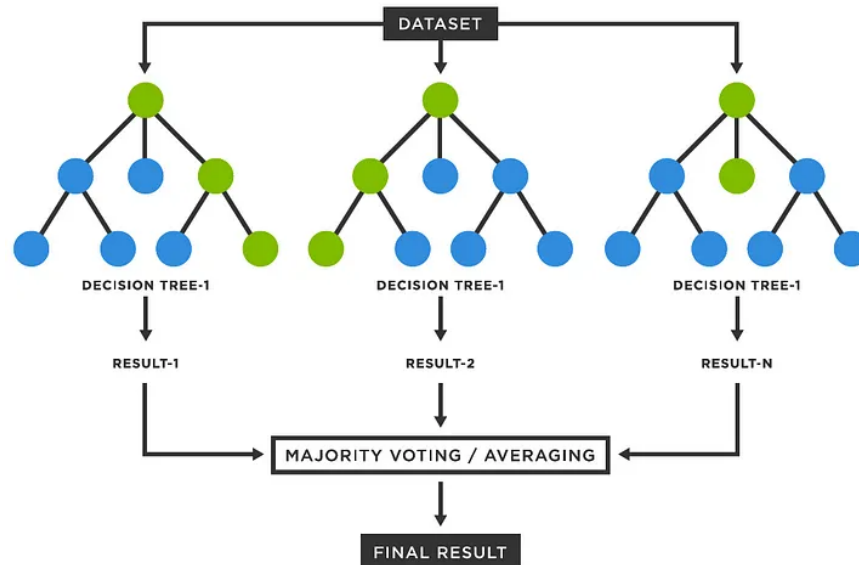 DATASET
DECISION TREE-1 DECISION TREE-1 DECISION TREE-1
RESULT-1 RESULT-2 RESULT-N
MAJORITY VOTING / AVERAGING
FINAL RESULT